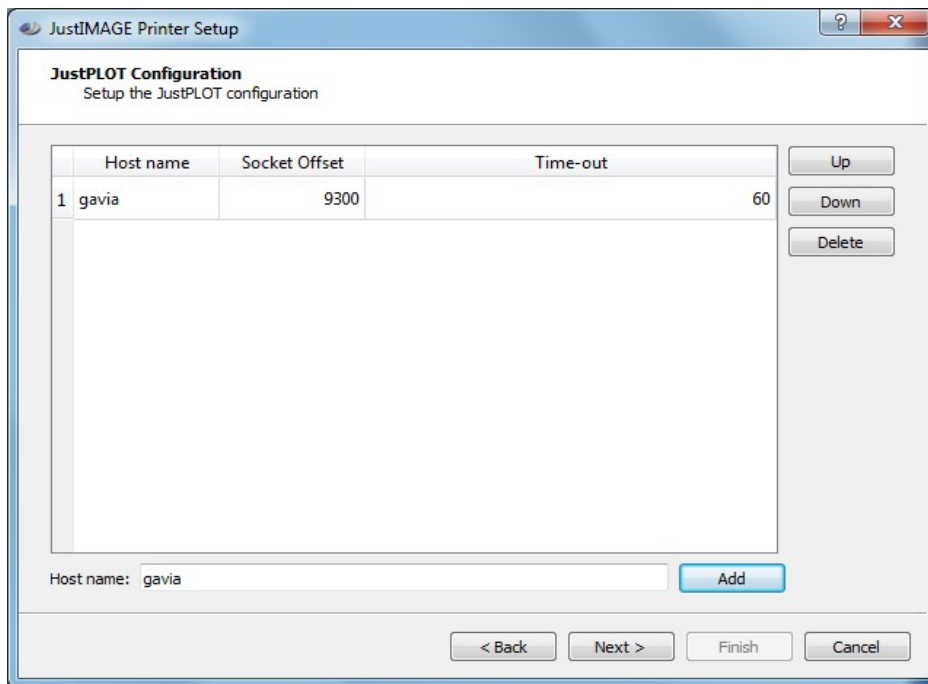 JustIMAGE Printer Setup
? X
JustPLOT Configuration
Setup the JustPLOT configuration
Host name Socket Offset Time-out
1 gavia 9300 60
Up
Down
Delete
Host name: gavia Add
< Back Next > Finish Cancel